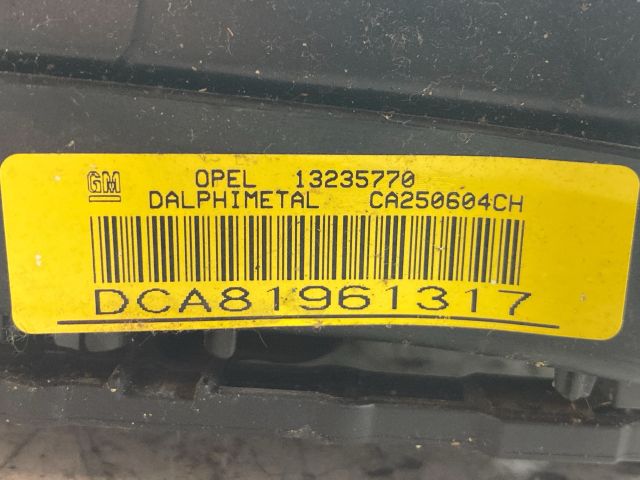 GM OPEL 13235770
DALPHIMETAL CA250604CH
DCA81961317